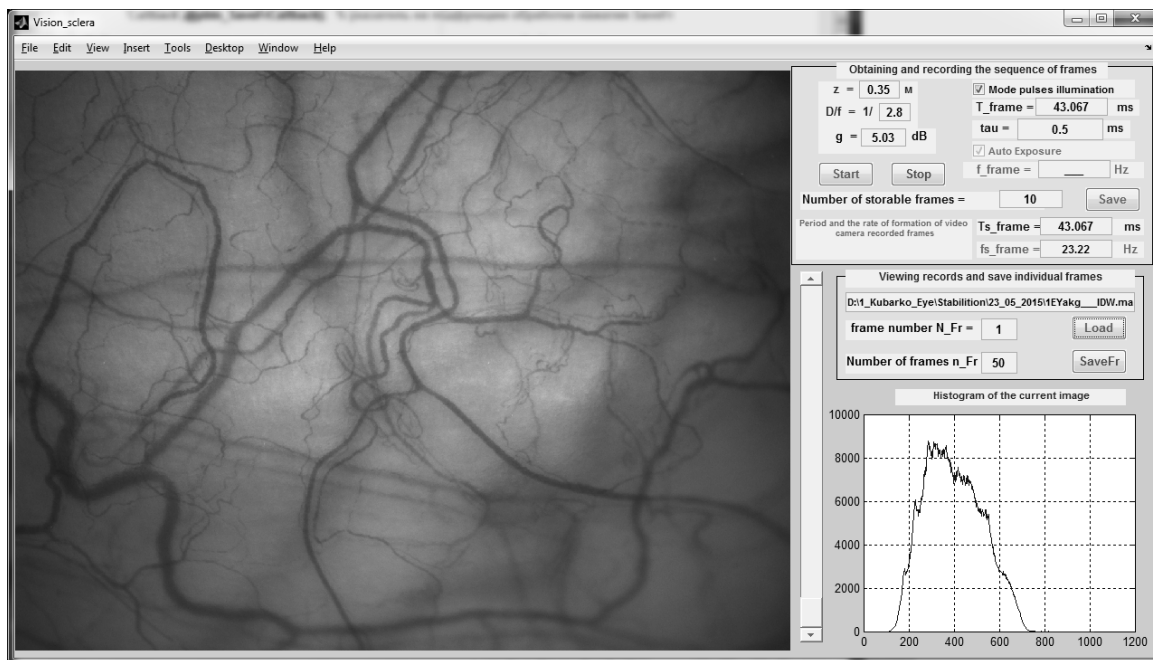 Vision_sclera
File Edit View Insert Tools Desktop Window Help
Obtaining and recording the sequence of frames
z = 0.35 м
D/f = 1/ 2.8
g = 5.03 dB
Mode pulses illumination
T_frame = 43.067 ms
tau = 0.5 ms
Auto Exposure
f_frame = ___ Hz
Start Stop
Number of storable frames = 10 Save
Period and the rate of formation of video
camera recorded frames
Ts_frame = 43.067 ms
fs_frame = 23.22 Hz
Viewing records and save individual frames
D:\1_Kubarko_Eye\Stabilition\23_05_2015\1EYakg___IDW.ma
frame number N_Fr = 1 Load
Number of frames n_Fr 50 SaveFr
Histogram of the current image
10000
8000
6000
4000
2000
0
0 200 400 600 800 1000 1200